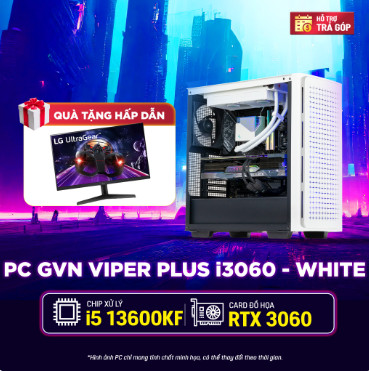 HỖ TRỢ
TRẢ GÓP
QUÀ TẶNG HẤP DẪN
LG UltraGear
PC GVN VIPER PLUS i3060 - WHITE
CHIP XỬ LÝ
i5 13600KF
CARD ĐỒ HỌA
RTX 3060
*Hình ảnh PC chỉ mang tính chất minh họa, có thể thay đổi theo thời gian.